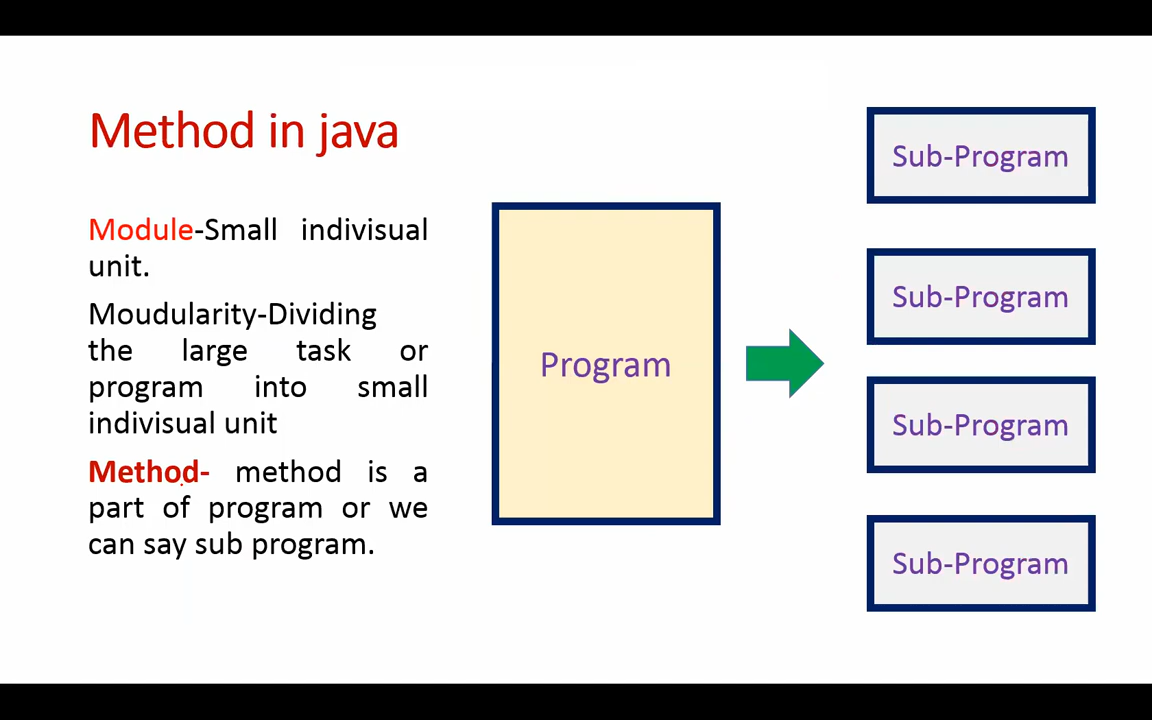 Method in java
Module-Small indivisual
unit.
Moudularity-Dividing
the large task or
program into small
indivisual unit
Method- method is a
part of program or we
can say sub program.
Program
Sub-Program
Sub-Program
Sub-Program
Sub-Program